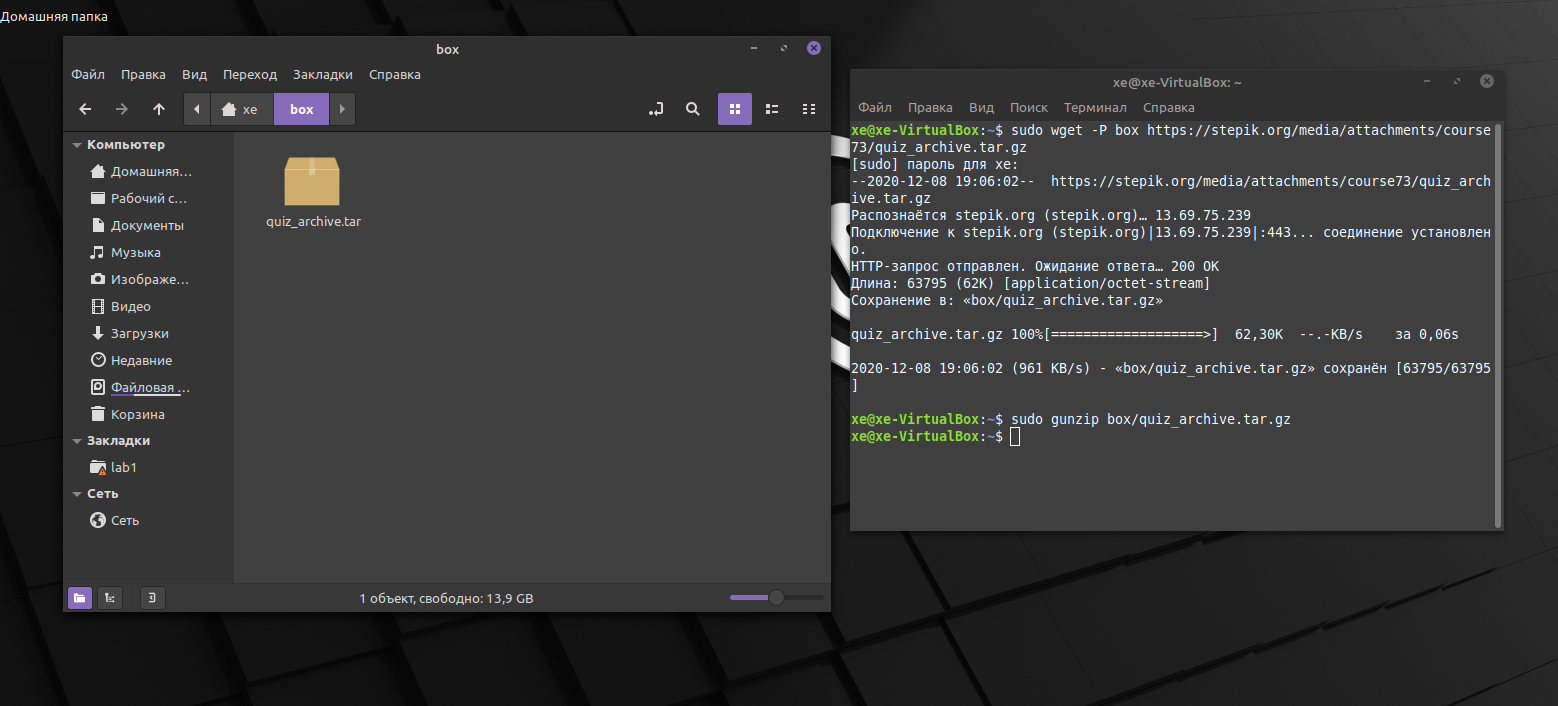 Домашняя папка
box
Файл Правка Вид Переход Закладки Справка
xe box
Компьютер
Домашняя...
Рабочий с...
Документы
Музыка
Изображе...
Видео
Загрузки
Недавние
Файловая ...
Корзина
Закладки
lab1
Сеть
Сеть
quiz_archive.tar
1 объект, свободно: 13,9 GB
xe@xe-VirtualBox: ~
Файл Правка Вид Поиск Терминал Справка
xe@xe-VirtualBox:~$ sudo wget -P box https://stepik.org/media/attachments/course
73/quiz_archive.tar.gz
[sudo] пароль для xe:
--2020-12-08 19:06:02--  https://stepik.org/media/attachments/course73/quiz_arch
ive.tar.gz
Распознаётся stepik.org (stepik.org)… 13.69.75.239
Подключение к stepik.org (stepik.org)|13.69.75.239|:443... соединение установлен
о.
HTTP-запрос отправлен. Ожидание ответа… 200 OK
Длина: 63795 (62K) [application/octet-stream]
Сохранение в: «box/quiz_archive.tar.gz»
quiz_archive.tar.gz 100%[===================>]  62,30K  --.-KB/s    за 0,06s
2020-12-08 19:06:02 (961 KB/s) - «box/quiz_archive.tar.gz» сохранён [63795/63795
]
xe@xe-VirtualBox:~$ sudo gunzip box/quiz_archive.tar.gz
xe@xe-VirtualBox:~$